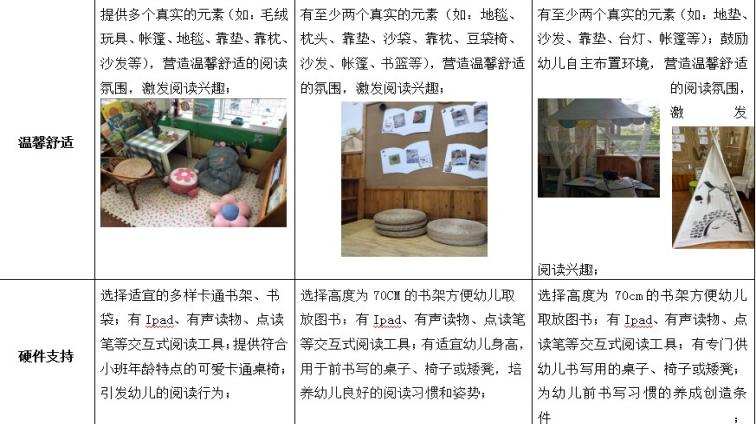 温馨舒适
提供多个真实的元素（如：毛绒
玩具、帐篷、地毯、靠垫、靠枕、
沙发等），营造温馨舒适的阅读
氛围，激发阅读兴趣；
有至少两个真实的元素（如：地毯、
枕头、靠垫、沙袋、靠枕、豆袋椅、
沙发、帐篷、书篮等），营造温馨舒适
的氛围，激发阅读兴趣；
有至少两个真实的元素（如：地垫、
沙发、靠垫、台灯、帐篷等）；鼓励
幼儿自主布置环境，营造温馨舒适
的阅读氛围，
激发
阅读兴趣；
硬件支持
选择适宜的多样卡通书架、书
袋；有 Ipad、有声读物、点读
笔等交互式阅读工具；提供符合
小班年龄特点的可爱卡通桌椅；
引发幼儿的阅读行为；
选择高度为 70CM 的书架方便幼儿取
放图书；有 Ipad、有声读物、点读笔
等交互式阅读工具；有适宜幼儿身高，
用于前书写的桌子、椅子或矮凳，培
养幼儿良好的阅读习惯和姿势；
选择高度为 70cm 的书架方便幼儿
取放图书；有 Ipad、有声读物、点
读笔等交互式阅读工具；有专门供
幼儿书写用的桌子、椅子或矮凳；
为幼儿前书写习惯的养成创造条
件；